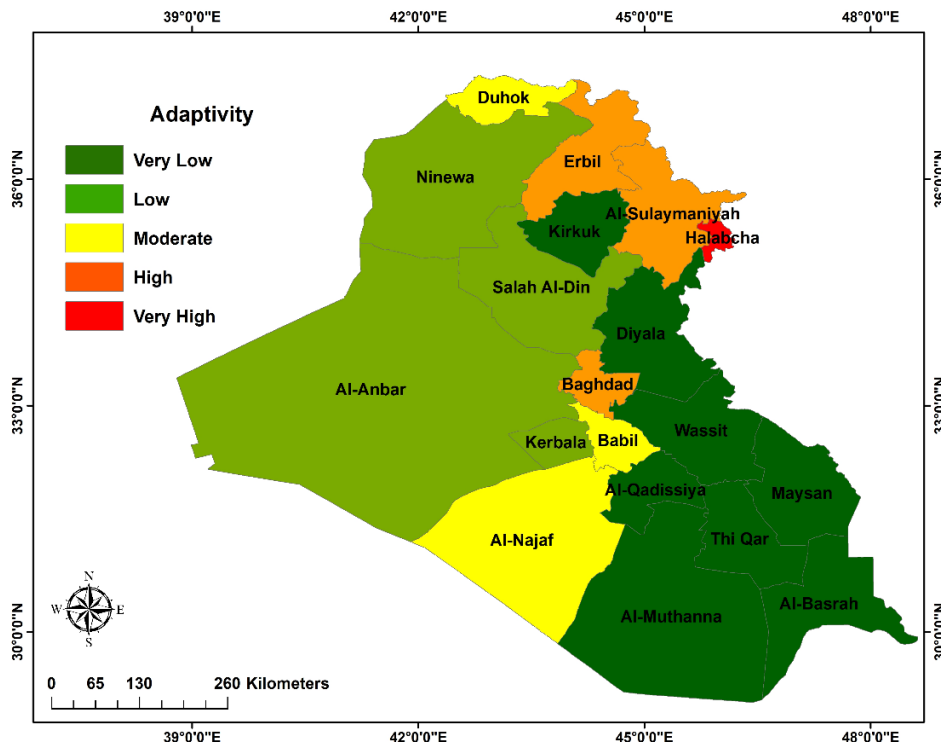 39°0'0"E 42°0'0"E 45°0'0"E 48°0'0"E
Adaptivity
Very Low
Low
Moderate
High
Very High
36°0'0"N
33°0'0"N
30°0'0"N
Duhok
Erbil
Ninewa
Al-Sulaymaniyah
Kirkuk
Halabcha
Salah Al-Din
Diyala
Al-Anbar
Baghdad
Kerbala
Babil
Wassit
Al-Qadissiya
Maysan
Al-Najaf
Thi Qar
Al-Muthanna
Al-Basrah
36°0'0"N
33°0'0"N
30°0'0"N
N
W E
S
0 65 130 260 Kilometers
39°0'0"E 42°0'0"E 45°0'0"E 48°0'0"E